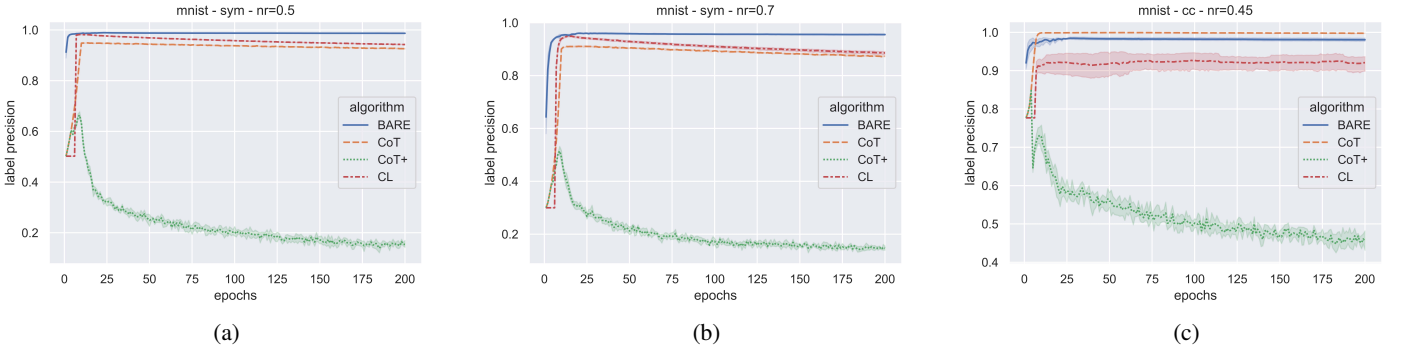 mnist - sym - nr=0.5
1.0
0.8
0.6
0.4
0.2
label precision
algorithm
BARE
CoT
CoT+
CL
0 25 50 75 100 125 150 175 200
epochs
(a)
mnist - sym - nr=0.7
1.0
0.8
0.6
0.4
0.2
label precision
algorithm
BARE
CoT
CoT+
CL
0 25 50 75 100 125 150 175 200
epochs
(b)
mnist - cc - nr=0.45
1.0
0.9
0.8
0.7
0.6
0.5
0.4
label precision
algorithm
BARE
CoT
CoT+
CL
0 25 50 75 100 125 150 175 200
epochs
(c)